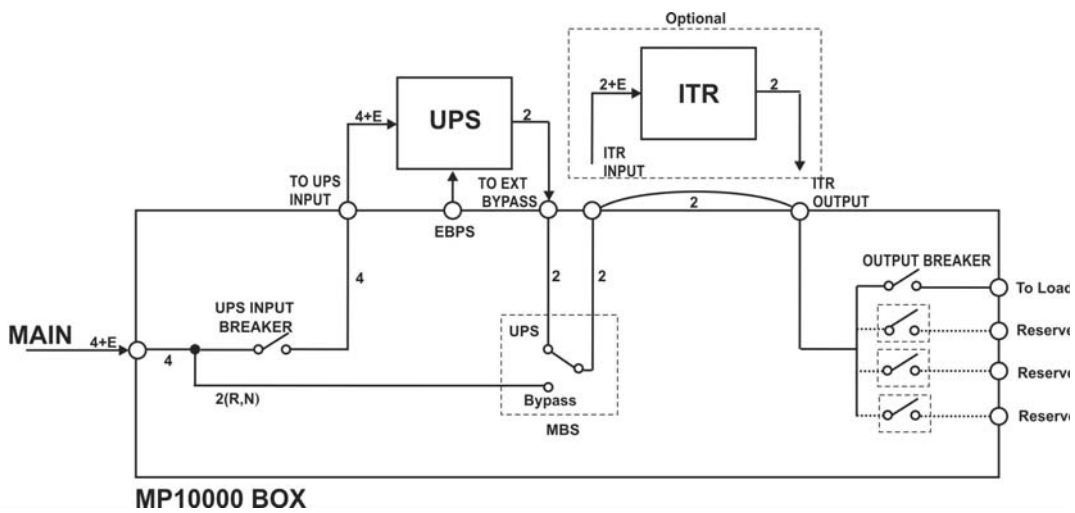 Optional
2+E
ITR
2
ITR
INPUT
4+E
UPS
2
TO UPS
INPUT
EBPS
TO EXT
BYPASS
2
ITR
OUTPUT
4
2
2
OUTPUT BREAKER
To Load
Reserve
Reserve
Reserve
UPS INPUT
BREAKER
MAIN
4+E
4
2(R,N)
UPS
Bypass
MBS
MP10000 BOX